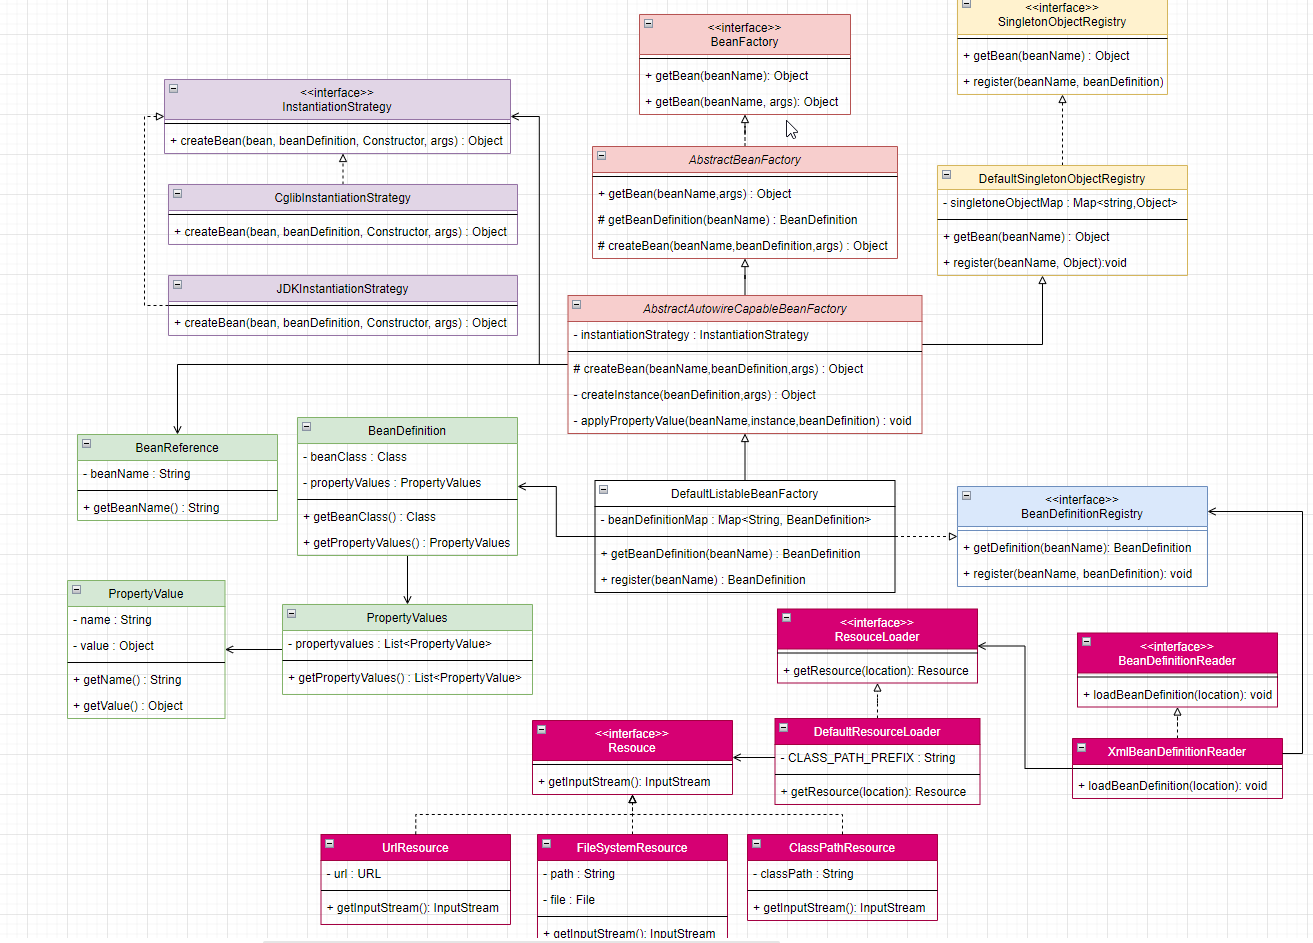 <<interface>>
BeanFactory
+ getBean(beanName): Object
+ getBean(beanName, args): Object
<<interface>>
SingletonObjectRegistry
+ getBean(beanName) : Object
+ register(beanName, beanDefinition)
<<interface>>
InstantiationStrategy
+ createBean(bean, beanDefinition, Constructor, args) : Object
AbstractBeanFactory
+ getBean(beanName,args) : Object
# getBeanDefinition(beanName) : BeanDefinition
# createBean(beanName,beanDefinition,args) : Object
DefaultSingletonObjectRegistry
- singletoneObjectMap : Map<string,Object>
+ getBean(beanName) : Object
+ register(beanName, Object):void
CglibInstantiationStrategy
+ createBean(bean, beanDefinition, Constructor, args) : Object
JDKInstantiationStrategy
+ createBean(bean, beanDefinition, Constructor, args) : Object
AbstractAutowireCapableBeanFactory
- instantiationStrategy : InstantiationStrategy
# createBean(beanName,beanDefinition,args) : Object
- createInstance(beanDefinition,args) : Object
- applyPropertyValue(beanName,instance,beanDefinition) : void
BeanReference
- beanName : String
+ getBeanName() : String
BeanDefinition
- beanClass : Class
- propertyValues : PropertyValues
+ getBeanClass() : Class
+ getPropertyValues() : PropertyValues
DefaultListableBeanFactory
- beanDefinitionMap : Map<String, BeanDefinition>
+ getBeanDefinition(beanName) : BeanDefinition
+ register(beanName) : BeanDefinition
<<interface>>
BeanDefinitionRegistry
+ getDefinition(beanName): BeanDefinition
+ register(beanName, beanDefinition): void
PropertyValue
- name : String
- value : Object
+ getName() : String
+ getValue() : Object
PropertyValues
- propertyvalues : List<PropertyValue>
+ getPropertyValues() : List<PropertyValue>
<<interface>>
ResouceLoader
+ getResource(location): Resource
<<interface>>
BeanDefinitionReader
+ loadBeanDefinition(location): void
<<interface>>
Resouce
+ getInputStream(): InputStream
DefaultResourceLoader
- CLASS_PATH_PREFIX : String
+ getResource(location): Resource
XmlBeanDefinitionReader
+ loadBeanDefinition(location): void
UrlResource
- url : URL
+ getInputStream(): InputStream
FileSystemResource
- path : String
- file : File
+ getInputStream(): InputStream
ClassPathResource
- classPath : String
+ getInputStream(): InputStream